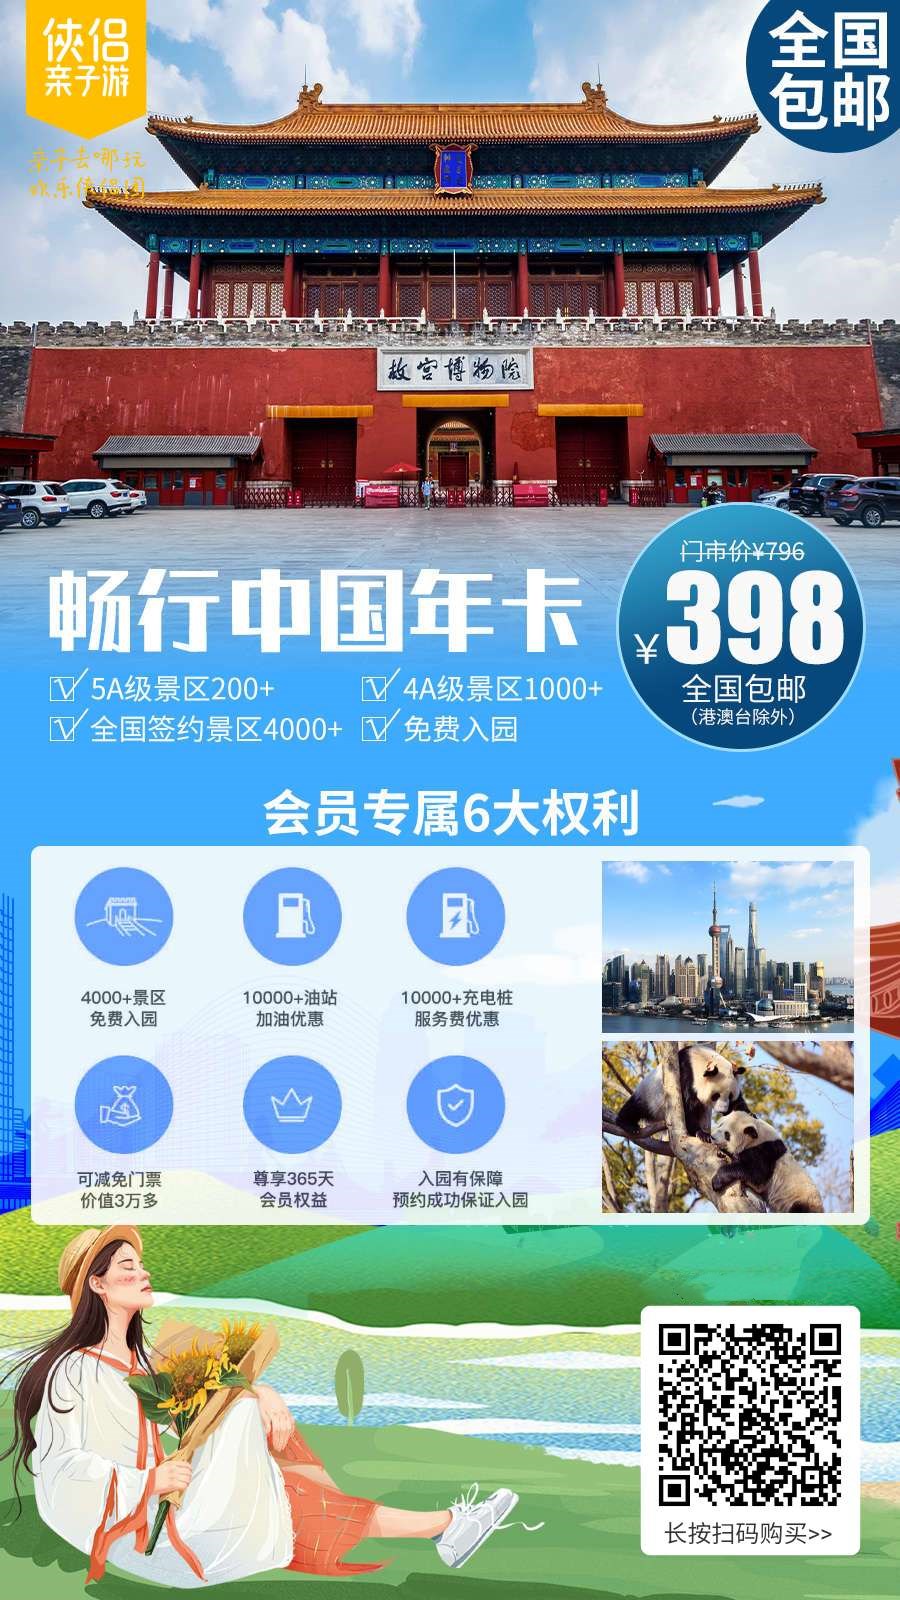 侠侣
亲子游
亲子去哪玩
欢乐侠侣团
全国
包邮
故宫博物院
门市价¥796
¥398
全国包邮
(港澳台除外)
畅行中国年卡
5A级景区200+
4A级景区1000+
全国签约景区4000+
免费入园
会员专属6大权利
4000+景区
免费入园
10000+油站
加油优惠
10000+充电桩
服务费优惠
可减免门票
价值3万多
尊享365天
会员权益
入园有保障
预约成功保证入园
长按扫码购买>>